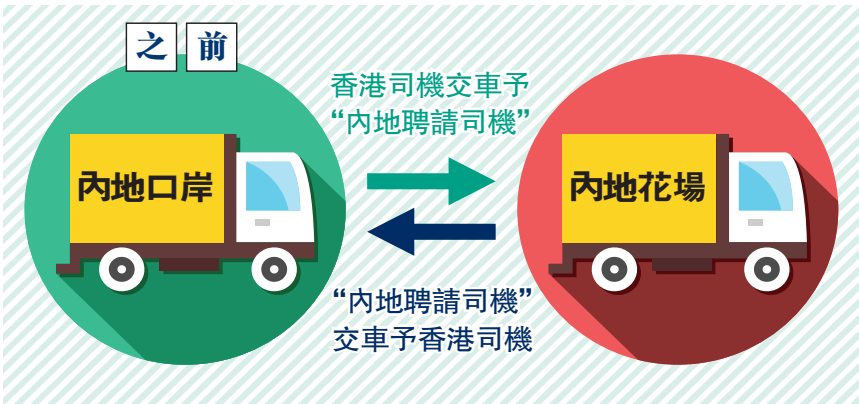 之前
香港司機交車予
“內地聘請司機”
內地口岸
內地花場
“內地聘請司機”
交車予香港司機